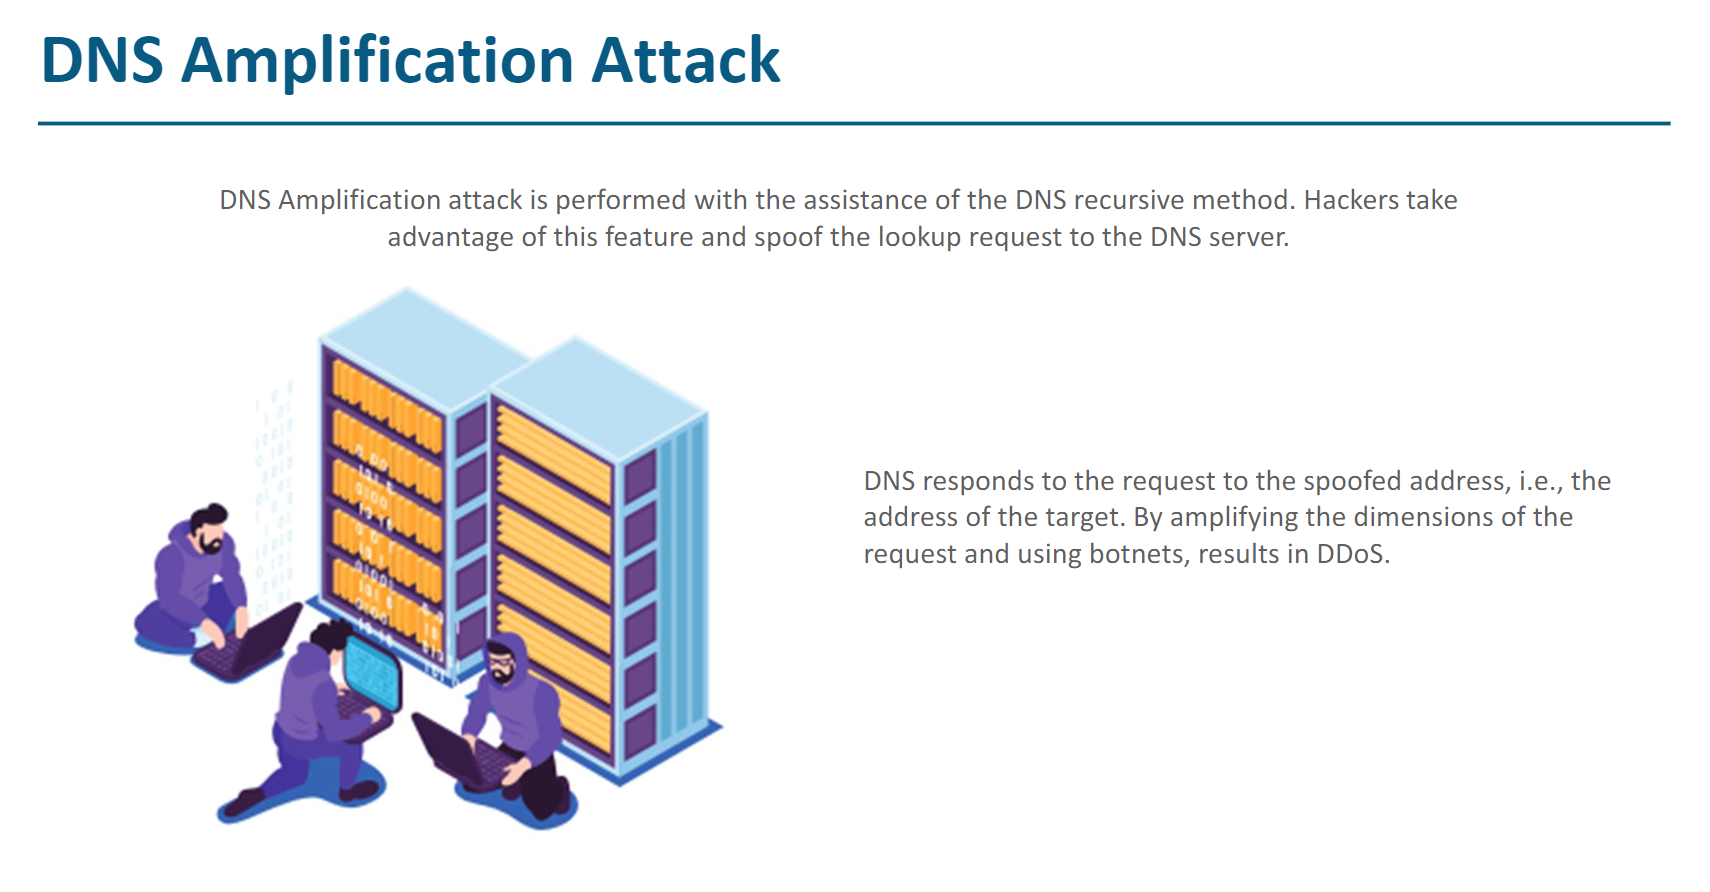 DNS Amplification Attack
DNS Amplification attack is performed with the assistance of the DNS recursive method. Hackers take
advantage of this feature and spoof the lookup request to the DNS server.
DNS responds to the request to the spoofed address, i.e., the
address of the target. By amplifying the dimensions of the
request and using botnets, results in DDoS.